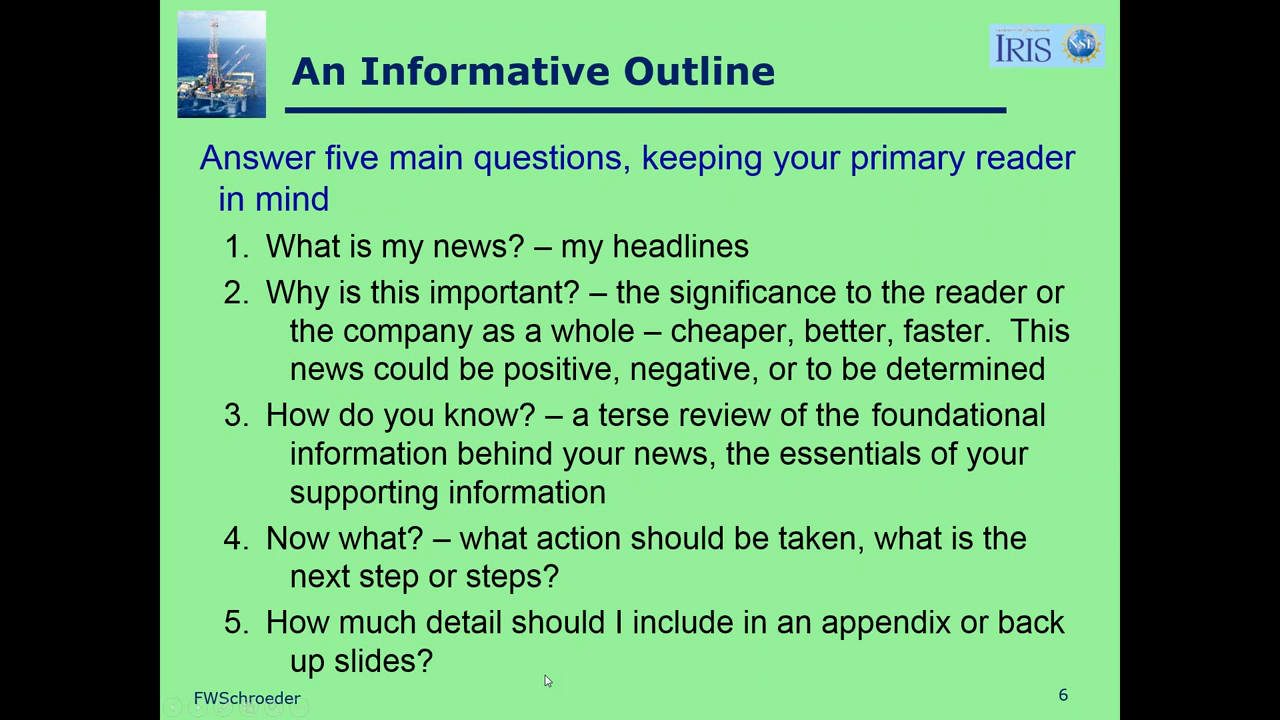 An Informative Outline
IRIS
NSF
Answer five main questions, keeping your primary reader
in mind
1. What is my news? – my headlines
2. Why is this important? – the significance to the reader or
the company as a whole – cheaper, better, faster.  This
news could be positive, negative, or to be determined
3. How do you know? – a terse review of the foundational
information behind your news, the essentials of your
supporting information
4. Now what? – what action should be taken, what is the
next step or steps?
5. How much detail should I include in an appendix or back
up slides?
FWSchroeder
6